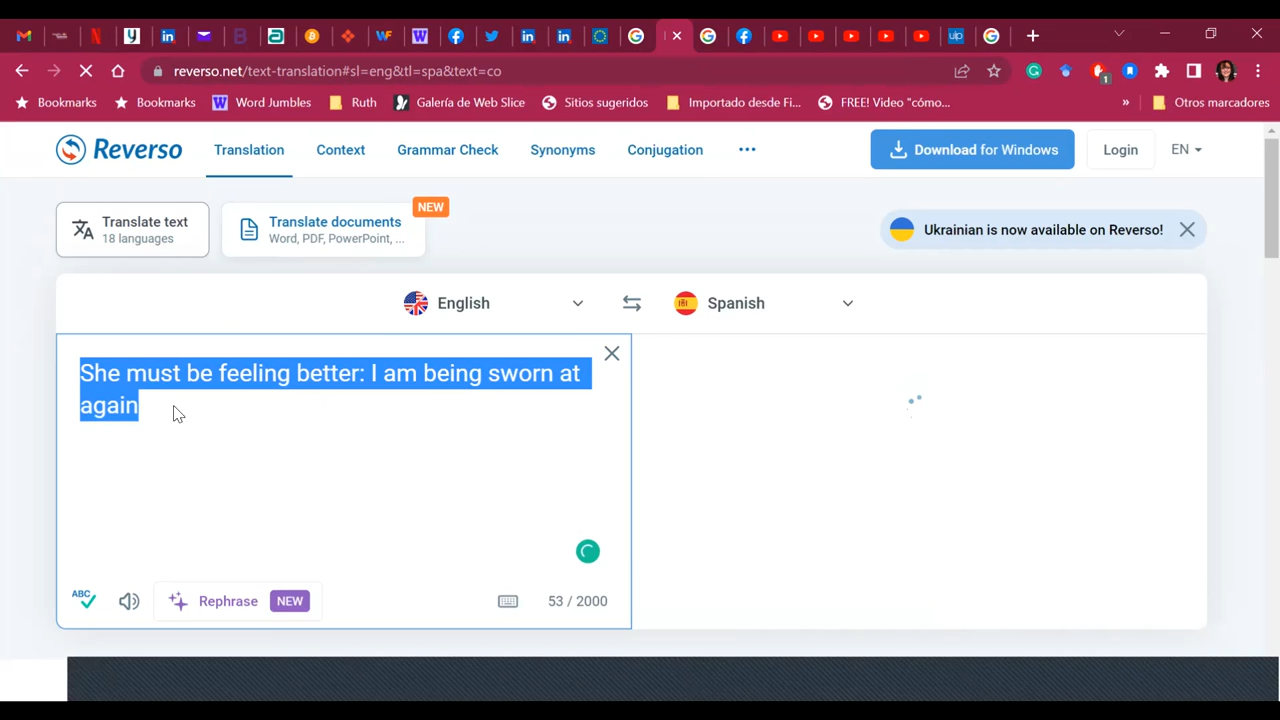 reverso.net/text-translation#sl=eng&tl=spa&text=co
1
Bookmarks
Bookmarks
Word Jumbles
Ruth
Galería de Web Slice
Sitios sugeridos
Importado desde Fi...
FREE! Video "cómo...
»
Otros marcadores
Reverso
Translation
Context
Grammar Check
Synonyms
Conjugation
Download for Windows
Login
EN
Translate text
18 languages
Translate documents
Word, PDF, PowerPoint, ...
NEW
Ukrainian is now available on Reverso!
English
Spanish
She must be feeling better: I am being sworn at
again
ABC
Rephrase NEW
53 / 2000